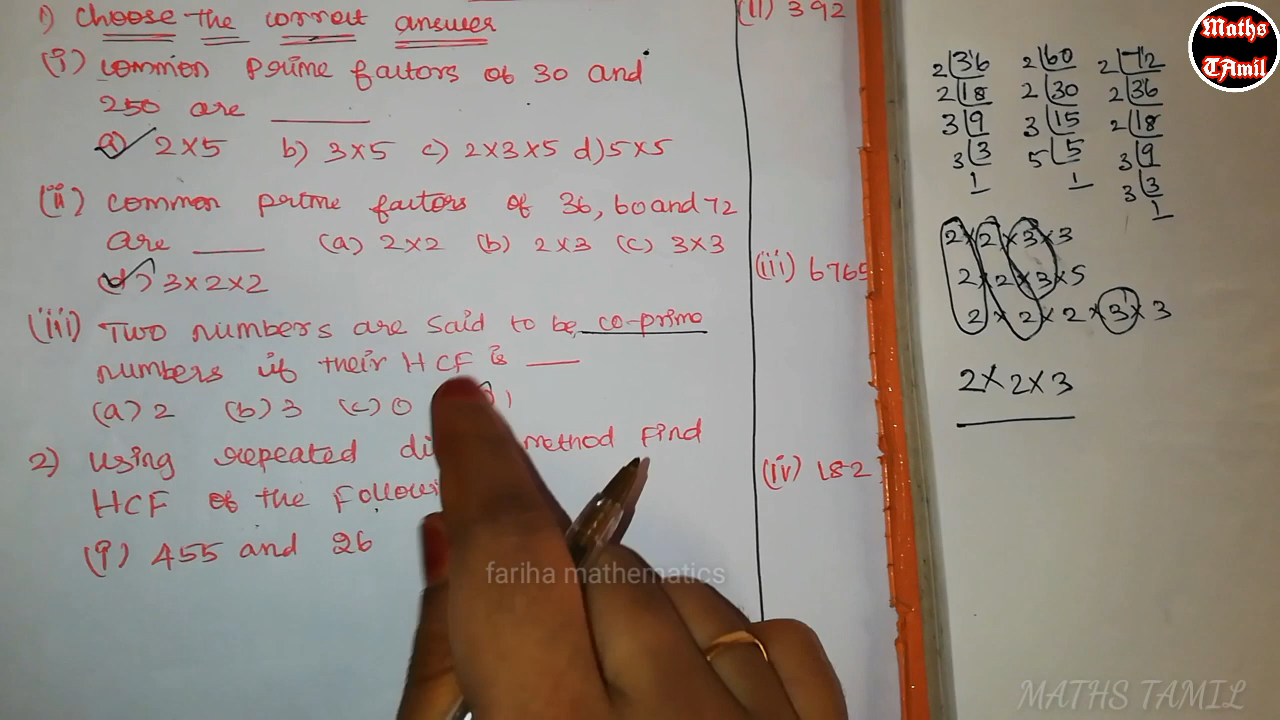 1) choose the correct answer
(i) common prime factors of 30 and
250 are ______
a) 2×5 b) 3×5 c) 2×3×5 d) 5×5
(ii) common prime factors of 36, 60 and 72
are ____ (a) 2×2 (b) 2×3 (c) 3×3
(d) 3×2×2
(iii) Two numbers are said to be co-prime
numbers if their HCF is ___
(a) 2 (b) 3 (c) 0 1
2) using repeated method find
HCF of the
(i) 455 and 26
(ii) 392
(iii) 6765
(iv) 182
2 36 2 60 2 72
2 18 2 30 2 36
3 9 3 15 2 18
3 3 5 5 3 9
1 1 3 3
1
2×2×3×3
2×2×3×5
2×2×2×3×3
2×2×3
Maths
TAmil
fariha mathematics
MATHS TAMIL